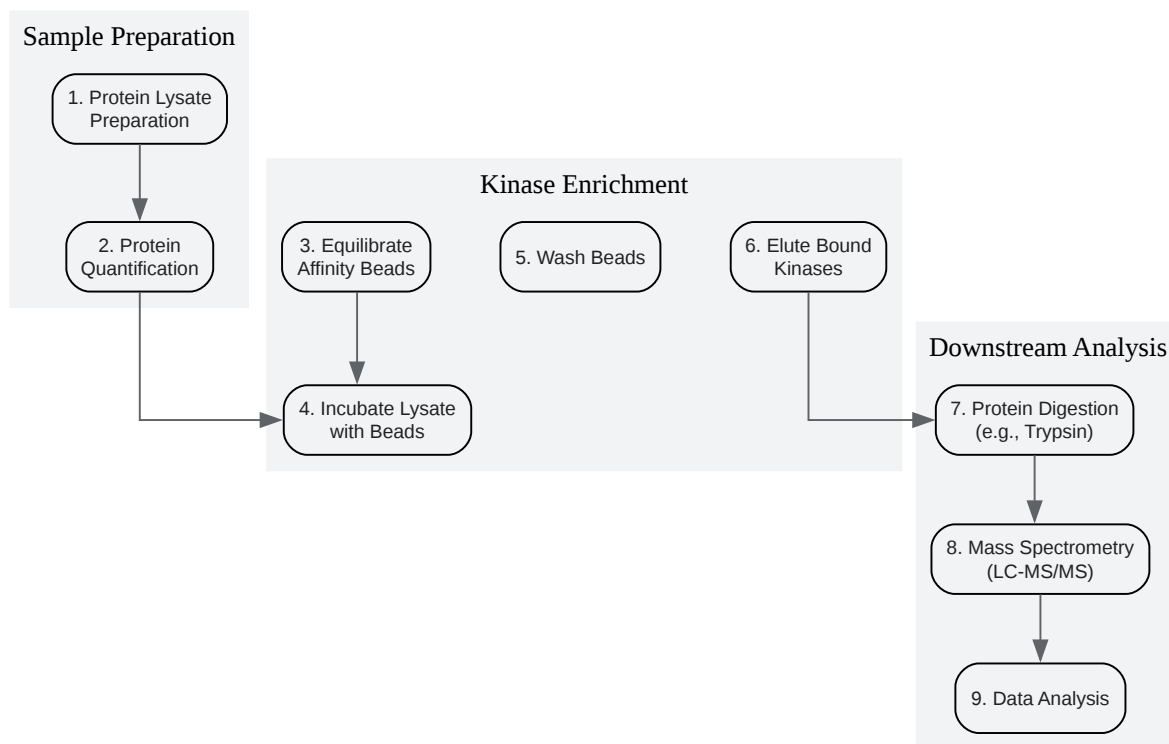 Sample Preparation
1. Protein Lysate
Preparation
2. Protein
Quantification
Kinase Enrichment
3. Equilibrate
Affinity Beads
4. Incubate Lysate
with Beads
5. Wash Beads
6. Elute Bound
Kinases
Downstream Analysis
7. Protein Digestion
(e.g., Trypsin)
8. Mass Spectrometry
(LC-MS/MS)
9. Data Analysis